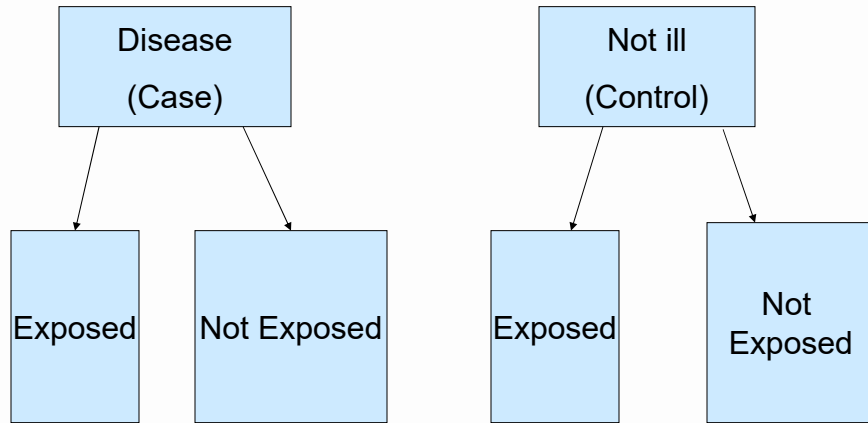 Disease
(Case)
Not ill
(Control)
Exposed
Not Exposed
Exposed
Not
Exposed